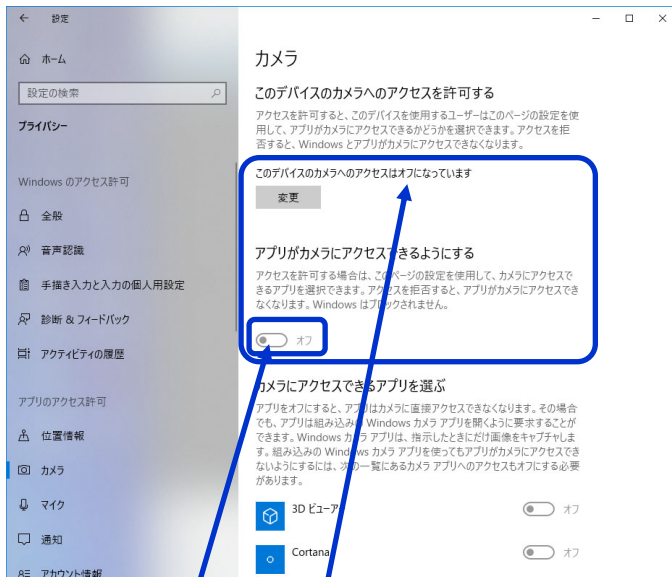 設定
ホーム
設定の検索
プライバシー
Windows のアクセス許可
全般
音声認識
手描き入力と入力の個人用設定
診断 & フィードバック
アクティビティの履歴
アプリのアクセス許可
位置情報
カメラ
マイク
通知
アカウント情報
カメラ
このデバイスのカメラへのアクセスを許可する
アクセスを許可すると、このデバイスを使用するユーザーはこのページの設定を使
用して、アプリがカメラにアクセスできるかどうかを選択できます。アクセスを拒
否すると、Windows とアプリがカメラにアクセスできなくなります。
このデバイスのカメラへのアクセスはオフになっています
変更
アプリがカメラにアクセスできるようにする
アクセスを許可する場合は、このページの設定を使用して、カメラにアクセスで
きるアプリを選択できます。アクセスを拒否すると、アプリがカメラにアクセスでき
なくなります。Windows はブロックされません。
オフ
カメラにアクセスできるアプリを選ぶ
アプリをオフにすると、アプリはカメラに直接アクセスできなくなります。その場合
でも、アプリは組み込みの Windows カメラ アプリを開くように要求することが
できます。Windows カメラ アプリは、指示したときにだけ画像をキャプチャしま
す。組み込みの Windows カメラ アプリを使ってもアプリがカメラにアクセスでき
ないようにするには、次の一覧にあるカメラ アプリへのアクセスもオフにする必要
があります。
3D ビューアー
オフ
Cortana
オフ